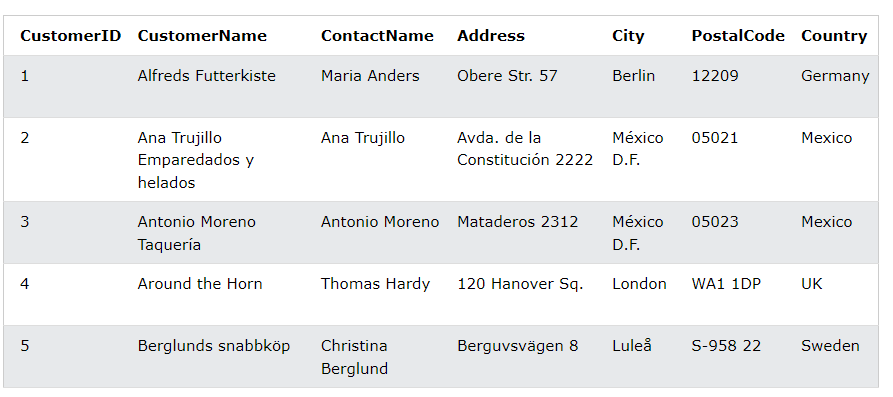 CustomerID CustomerName ContactName Address City PostalCode Country
1 Alfreds Futterkiste Maria Anders Obere Str. 57 Berlin 12209 Germany
2 Ana Trujillo Ana Trujillo Avda. de la México 05021 Mexico
Emparedados y Constitución 2222 D.F.
helados
3 Antonio Moreno Antonio Moreno Mataderos 2312 México 05023 Mexico
Taquería D.F.
4 Around the Horn Thomas Hardy 120 Hanover Sq. London WA1 1DP UK
5 Berglunds snabbköp Christina Berguvsvägen 8 Luleå S-958 22 Sweden
Berglund